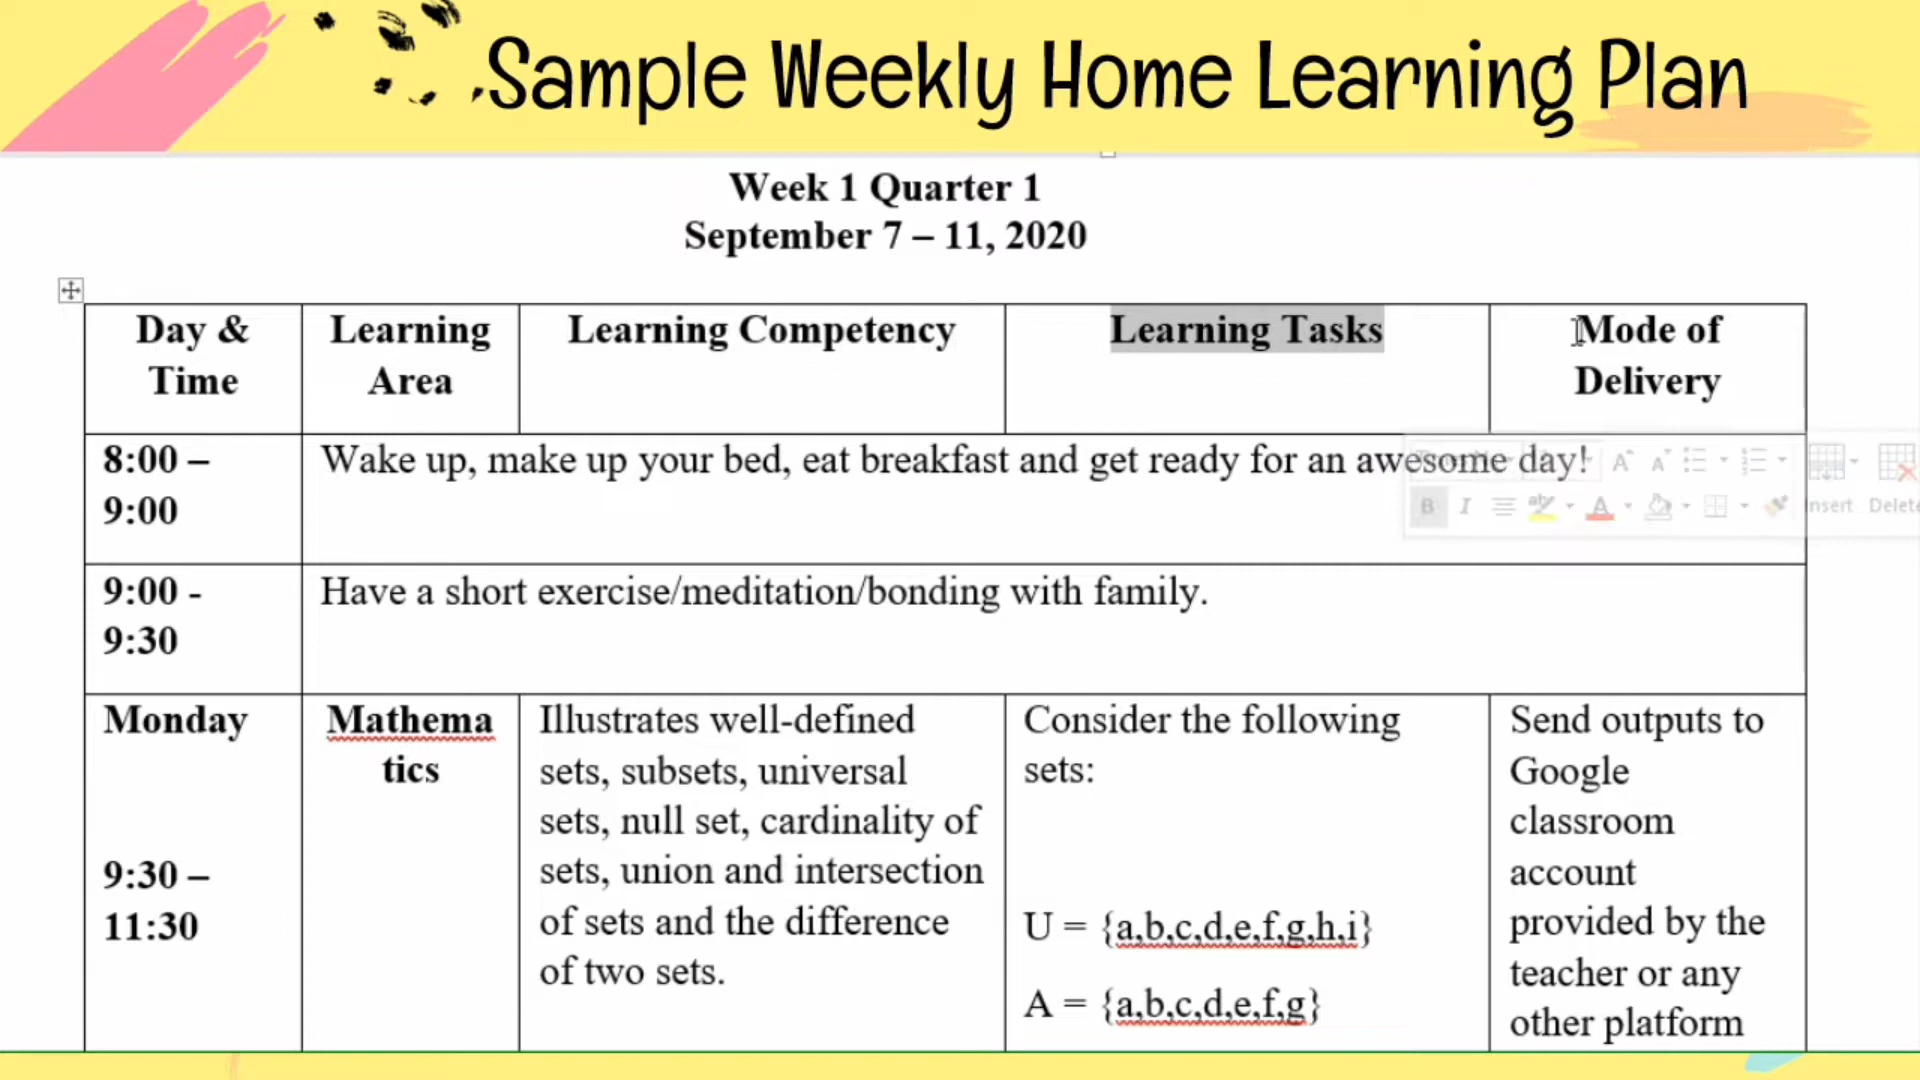 Sample Weekly Home Learning Plan
Week 1 Quarter 1
September 7 – 11, 2020
Day &
Time
Learning
Area
Learning Competency
Learning Tasks
Mode of
Delivery
8:00 –
9:00
Wake up, make up your bed, eat breakfast and get ready for an awesome day!
Insert
Delete
9:00 -
9:30
Have a short exercise/meditation/bonding with family.
Monday
9:30 –
11:30
Mathema
tics
Illustrates well-defined
sets, subsets, universal
sets, null set, cardinality of
sets, union and intersection
of sets and the difference
of two sets.
Consider the following
sets:
U = {a,b,c,d,e,f,g,h,i}
A = {a,b,c,d,e,f,g}
Send outputs to
Google
classroom
account
provided by the
teacher or any
other platform